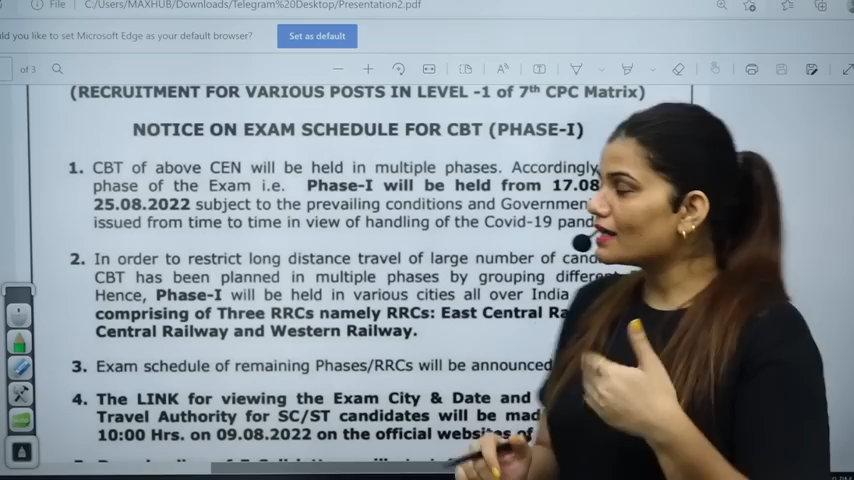 File C:/Users/MAXHUB/Downloads/Telegram%20Desktop/Presentation2.pdf
ld you like to set Microsoft Edge as your default browser? Set as default
of 3
(RECRUITMENT FOR VARIOUS POSTS IN LEVEL -1 of 7th CPC Matrix)
NOTICE ON EXAM SCHEDULE FOR CBT (PHASE-I)
1. CBT of above CEN will be held in multiple phases. Accordingly
phase of the Exam i.e. Phase-I will be held from 17.08
25.08.2022 subject to the prevailing conditions and Governmen
issued from time to time in view of handling of the Covid-19 pand
2. In order to restrict long distance travel of large number of cand
CBT has been planned in multiple phases by grouping differen
Hence, Phase-I will be held in various cities all over India
comprising of Three RRCs namely RRCs: East Central Ra
Central Railway and Western Railway.
3. Exam schedule of remaining Phases/RRCs will be announced
4. The LINK for viewing the Exam City & Date and
Travel Authority for SC/ST candidates will be mad
10:00 Hrs. on 09.08.2022 on the official websites of